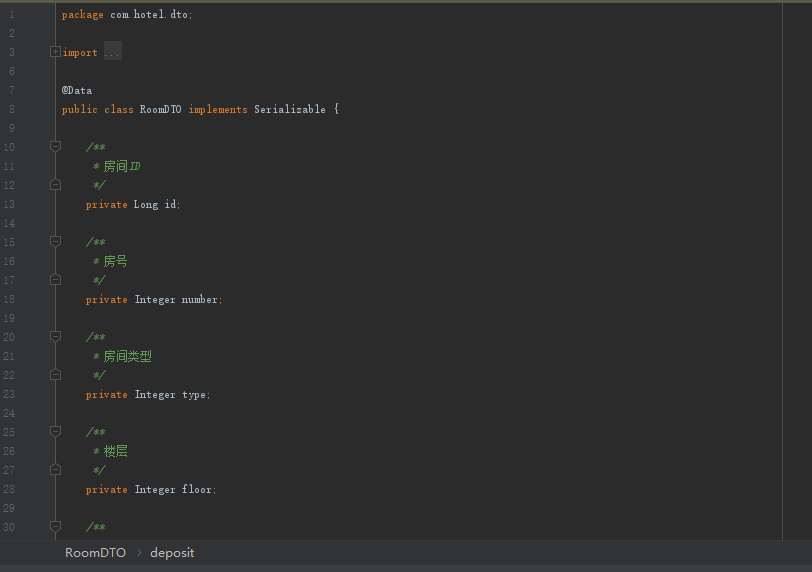 1 package com.hotel.dto;
2
3 import ...
6
7 @Data
8 public class RoomDTO implements Serializable {
9
10 /**
11 * 房间ID
12 */
13 private Long id;
14
15 /**
16 * 房号
17 */
18 private Integer number;
19
20 /**
21 * 房间类型
22 */
23 private Integer type;
24
25 /**
26 * 楼层
27 */
28 private Integer floor;
29
30 /**
RoomDTO › deposit